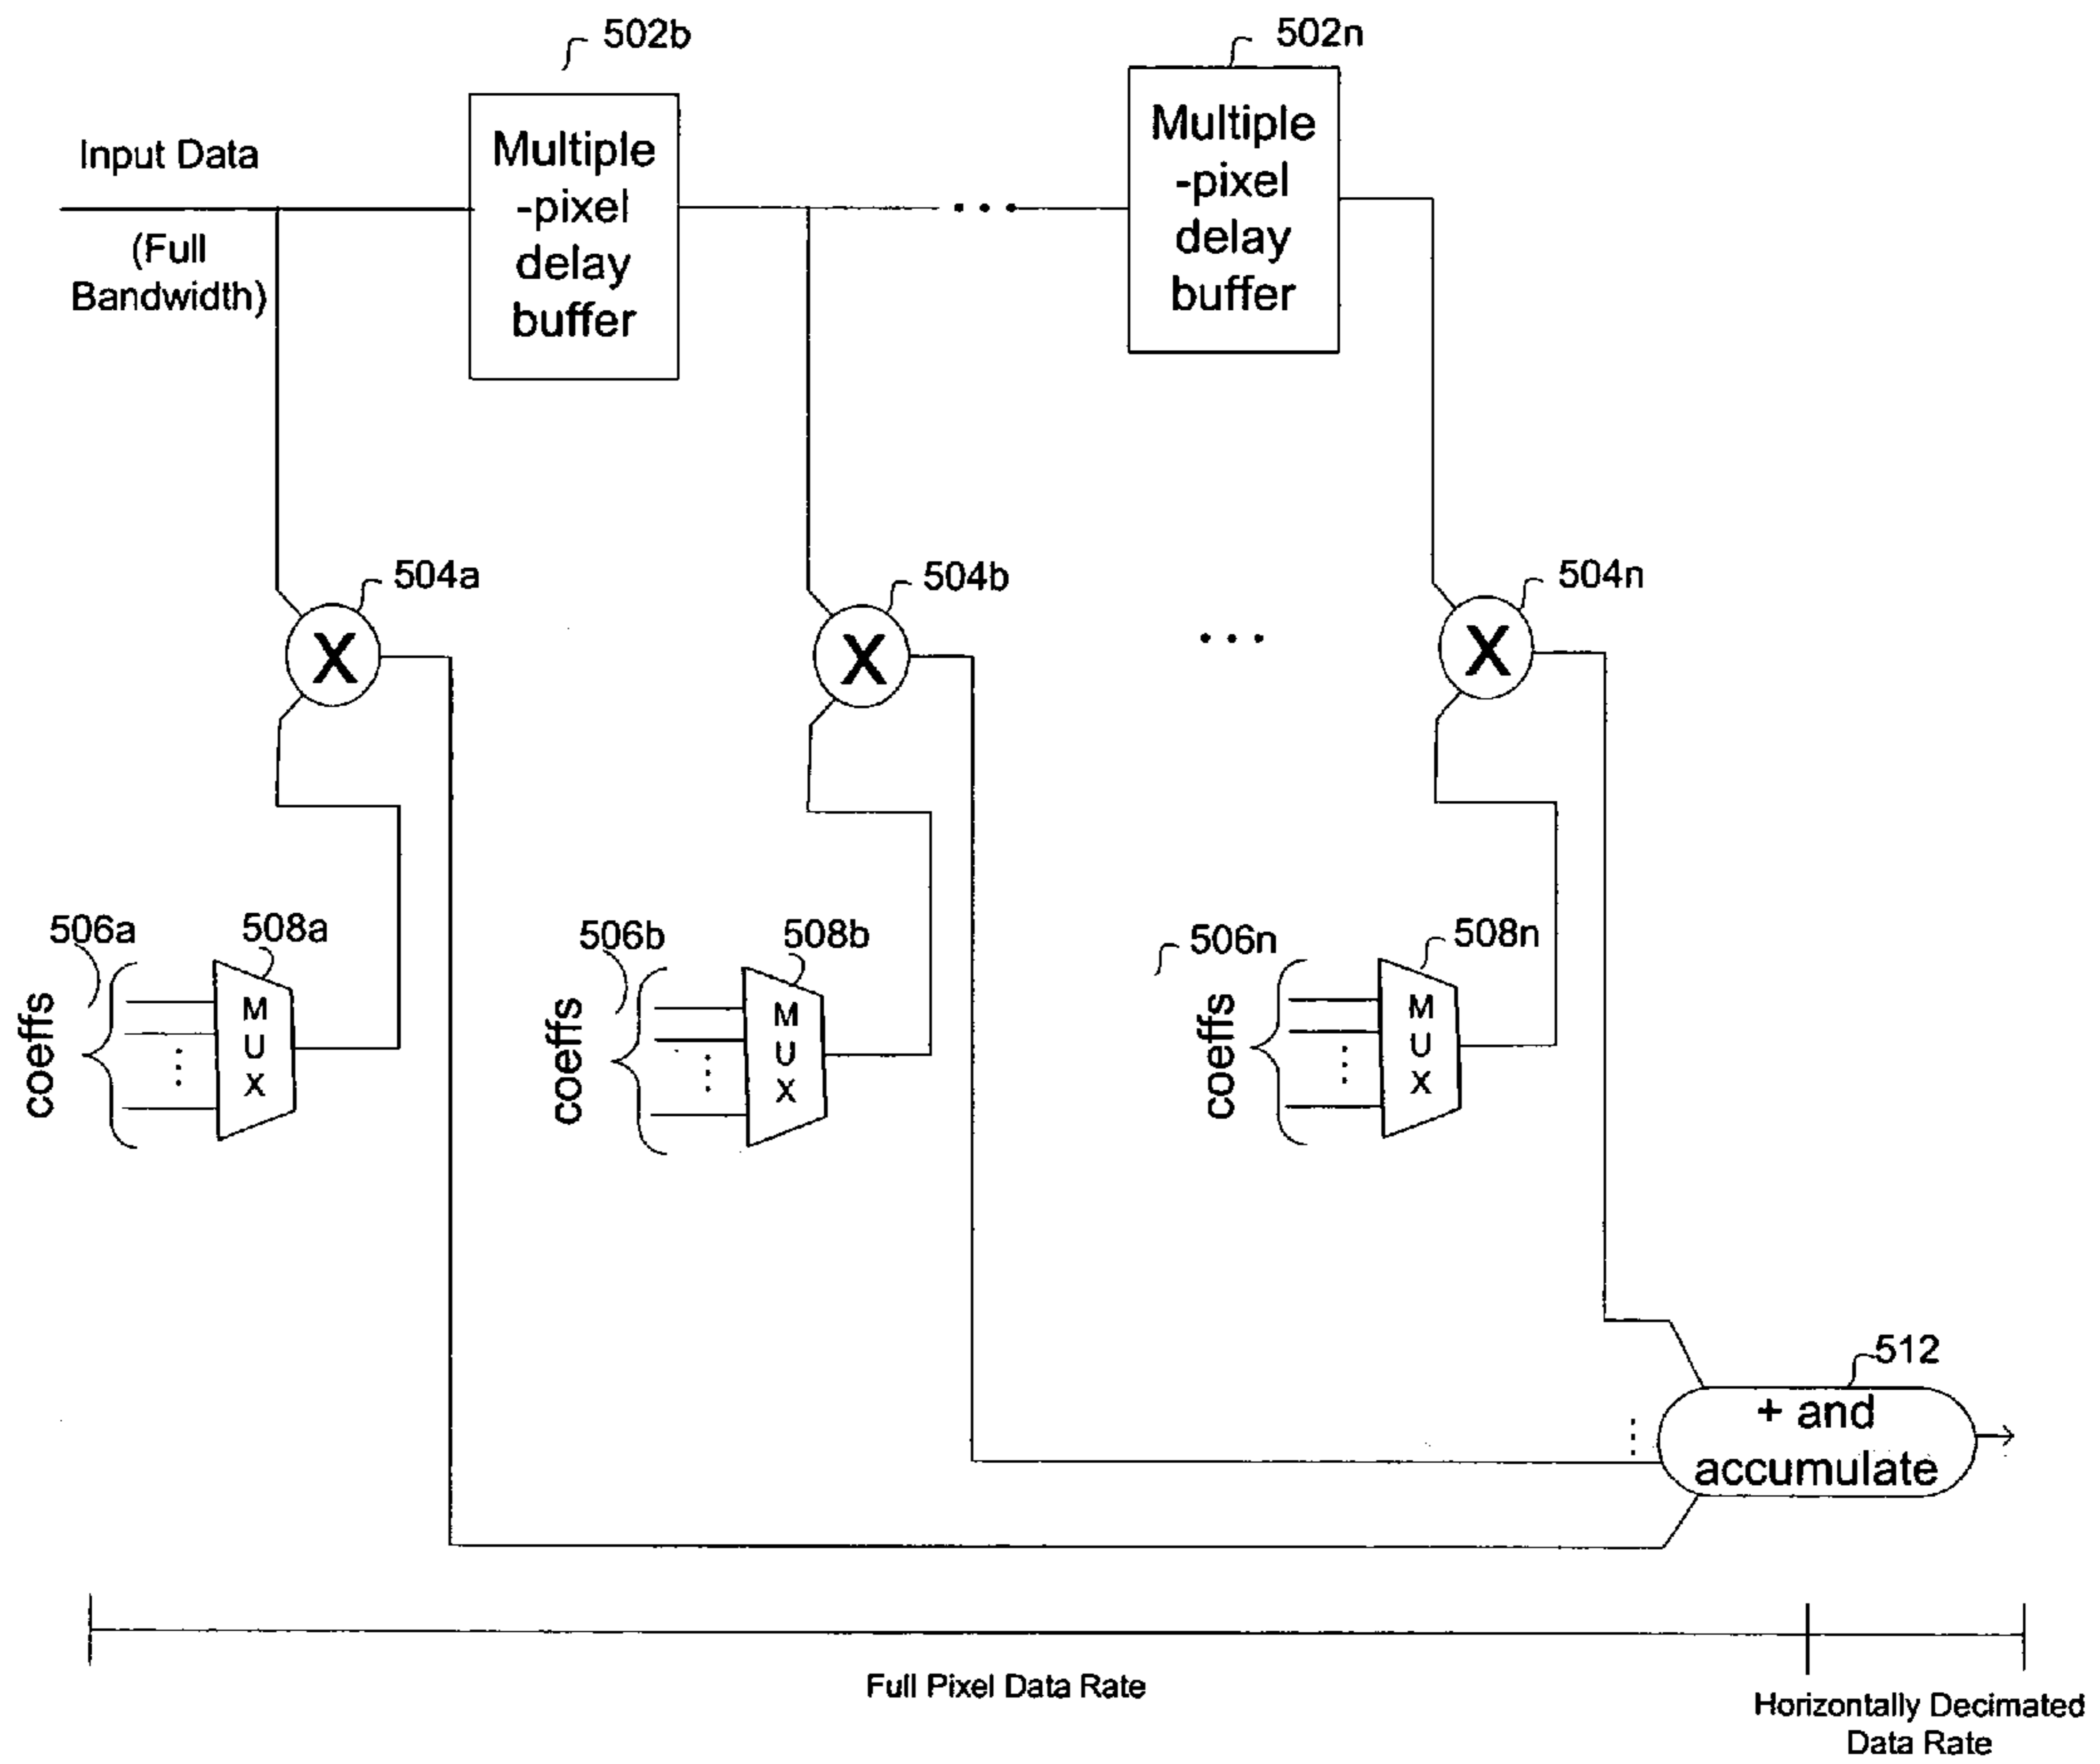 502b
502n
Input Data
(Full
Bandwidth)
Multiple
-pixel
delay
buffer
•••
Multiple
-pixel
delay
buffer
504a
504b
504n
X
X
•••
X
506a
508a
506b
508b
506n
508n
coeffs
M
U
X
coeffs
M
U
X
coeffs
M
U
X
512
+ and
accumulate
Full Pixel Data Rate
Horizontally Decimated
Data Rate